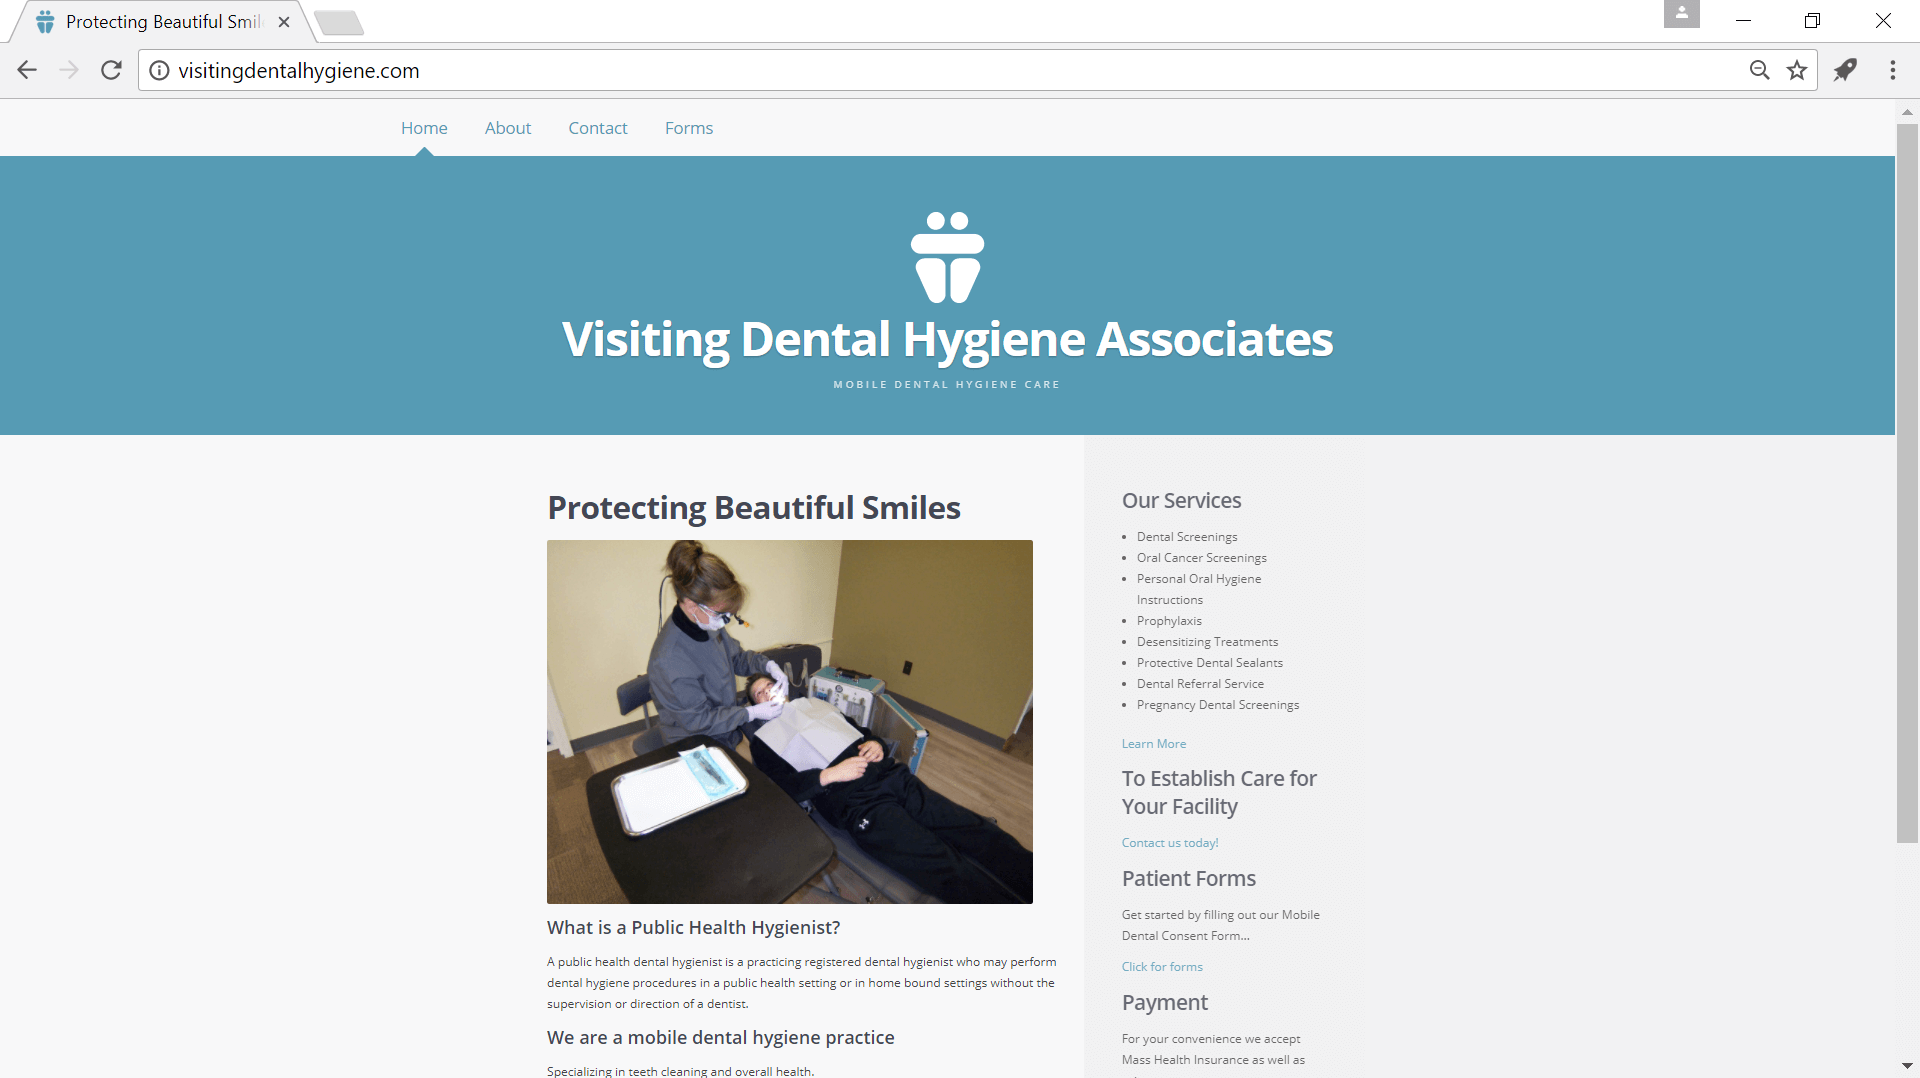 Protecting Beautiful Smil
visitingdentalhygiene.com
Home About Contact Forms
Visiting Dental Hygiene Associates
MOBILE DENTAL HYGIENE CARE
Protecting Beautiful Smiles
What is a Public Health Hygienist?
A public health dental hygienist is a practicing registered dental hygienist who may perform
dental hygiene procedures in a public health setting or in home bound settings without the
supervision or direction of a dentist.
We are a mobile dental hygiene practice
Specializing in teeth cleaning and overall health.
Our Services
Dental Screenings
Oral Cancer Screenings
Personal Oral Hygiene
Instructions
Prophylaxis
Desensitizing Treatments
Protective Dental Sealants
Dental Referral Service
Pregnancy Dental Screenings
Learn More
To Establish Care for
Your Facility
Contact us today!
Patient Forms
Get started by filling out our Mobile
Dental Consent Form...
Click for forms
Payment
For your convenience we accept
Mass Health Insurance as well as